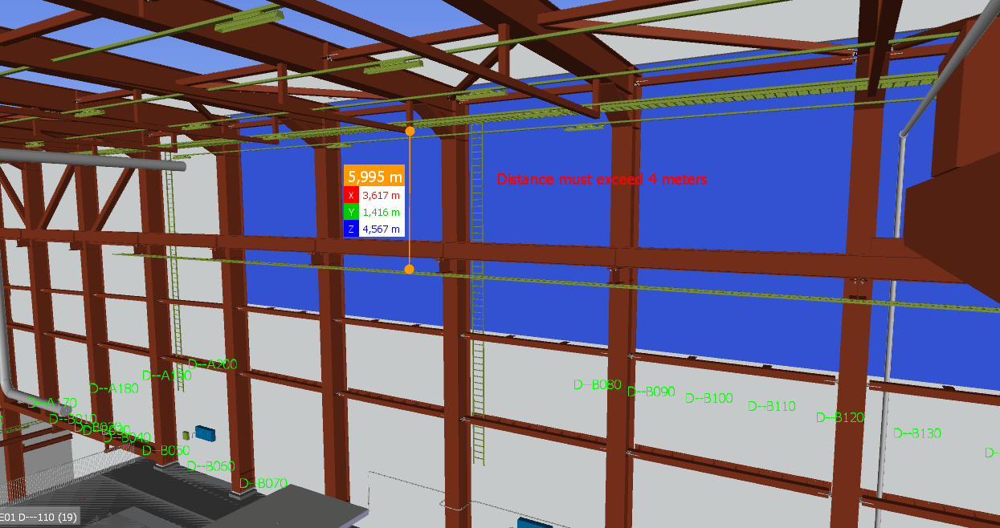 5,995 m
X 3,617 m
Y 1,416 m
Z 4,567 m
Distance must exceed 4 meters
D--A200
D--A190
D--A180
D--A170
D--B010
D--B020
D--B030
D--B040
D--B050
D--B060
D--B070
D--B080
D--B090
D--B100
D--B110
D--B120
D--B130
D--
E01 D---110 (19)